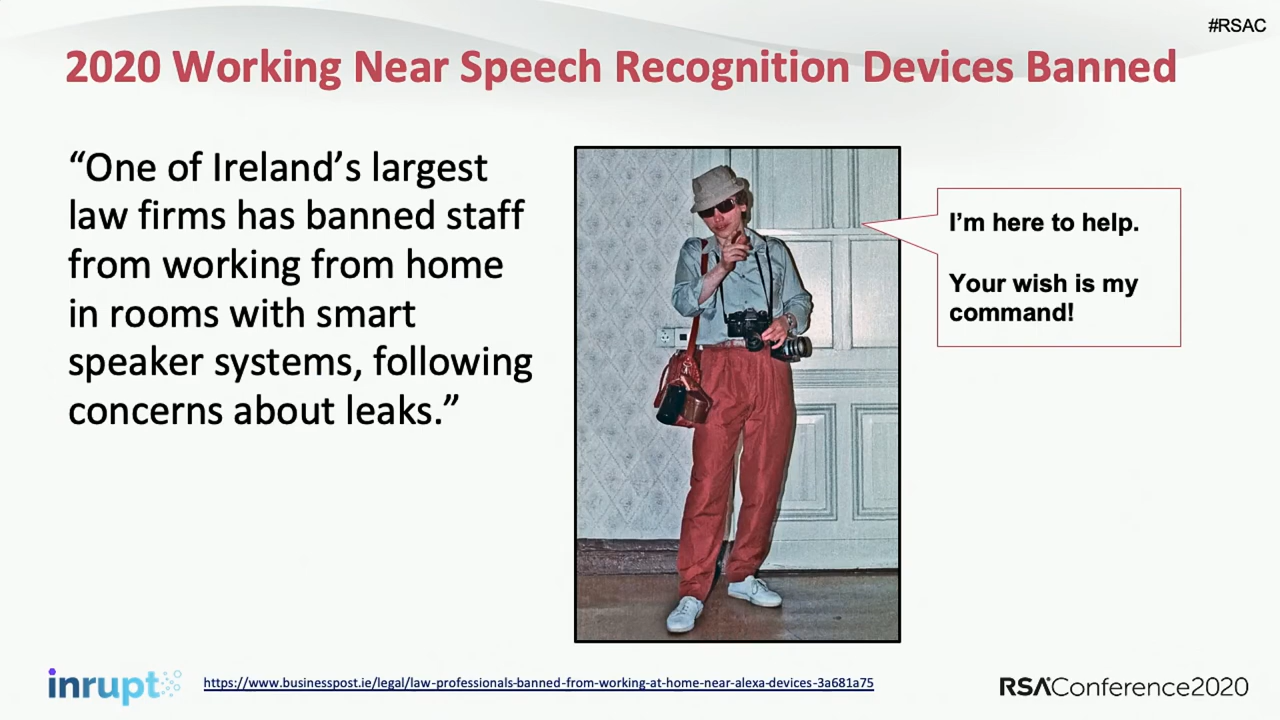 #RSAC
2020 Working Near Speech Recognition Devices Banned
“One of Ireland’s largest
law firms has banned staff
from working from home
in rooms with smart
speaker systems, following
concerns about leaks.”
I’m here to help.
Your wish is my
command!
inrupt
https://www.businesspost.ie/legal/law-professionals-banned-from-working-at-home-near-alexa-devices-3a681a75
RSAConference2020